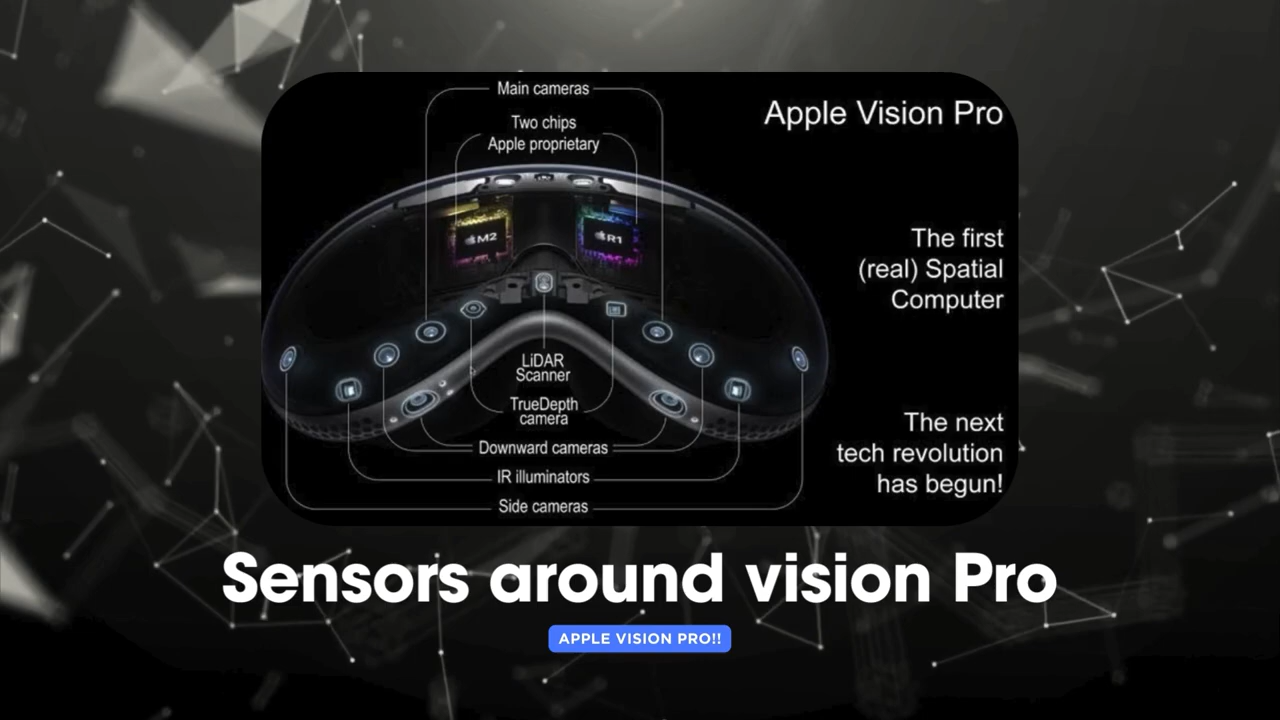 Main cameras
Two chips
Apple proprietary
Apple Vision Pro
M2
R1
The first
(real) Spatial
Computer
LiDAR
Scanner
TrueDepth
camera
Downward cameras
IR illuminators
Side cameras
The next
tech revolution
has begun!
Sensors around vision Pro
APPLE VISION PRO!!